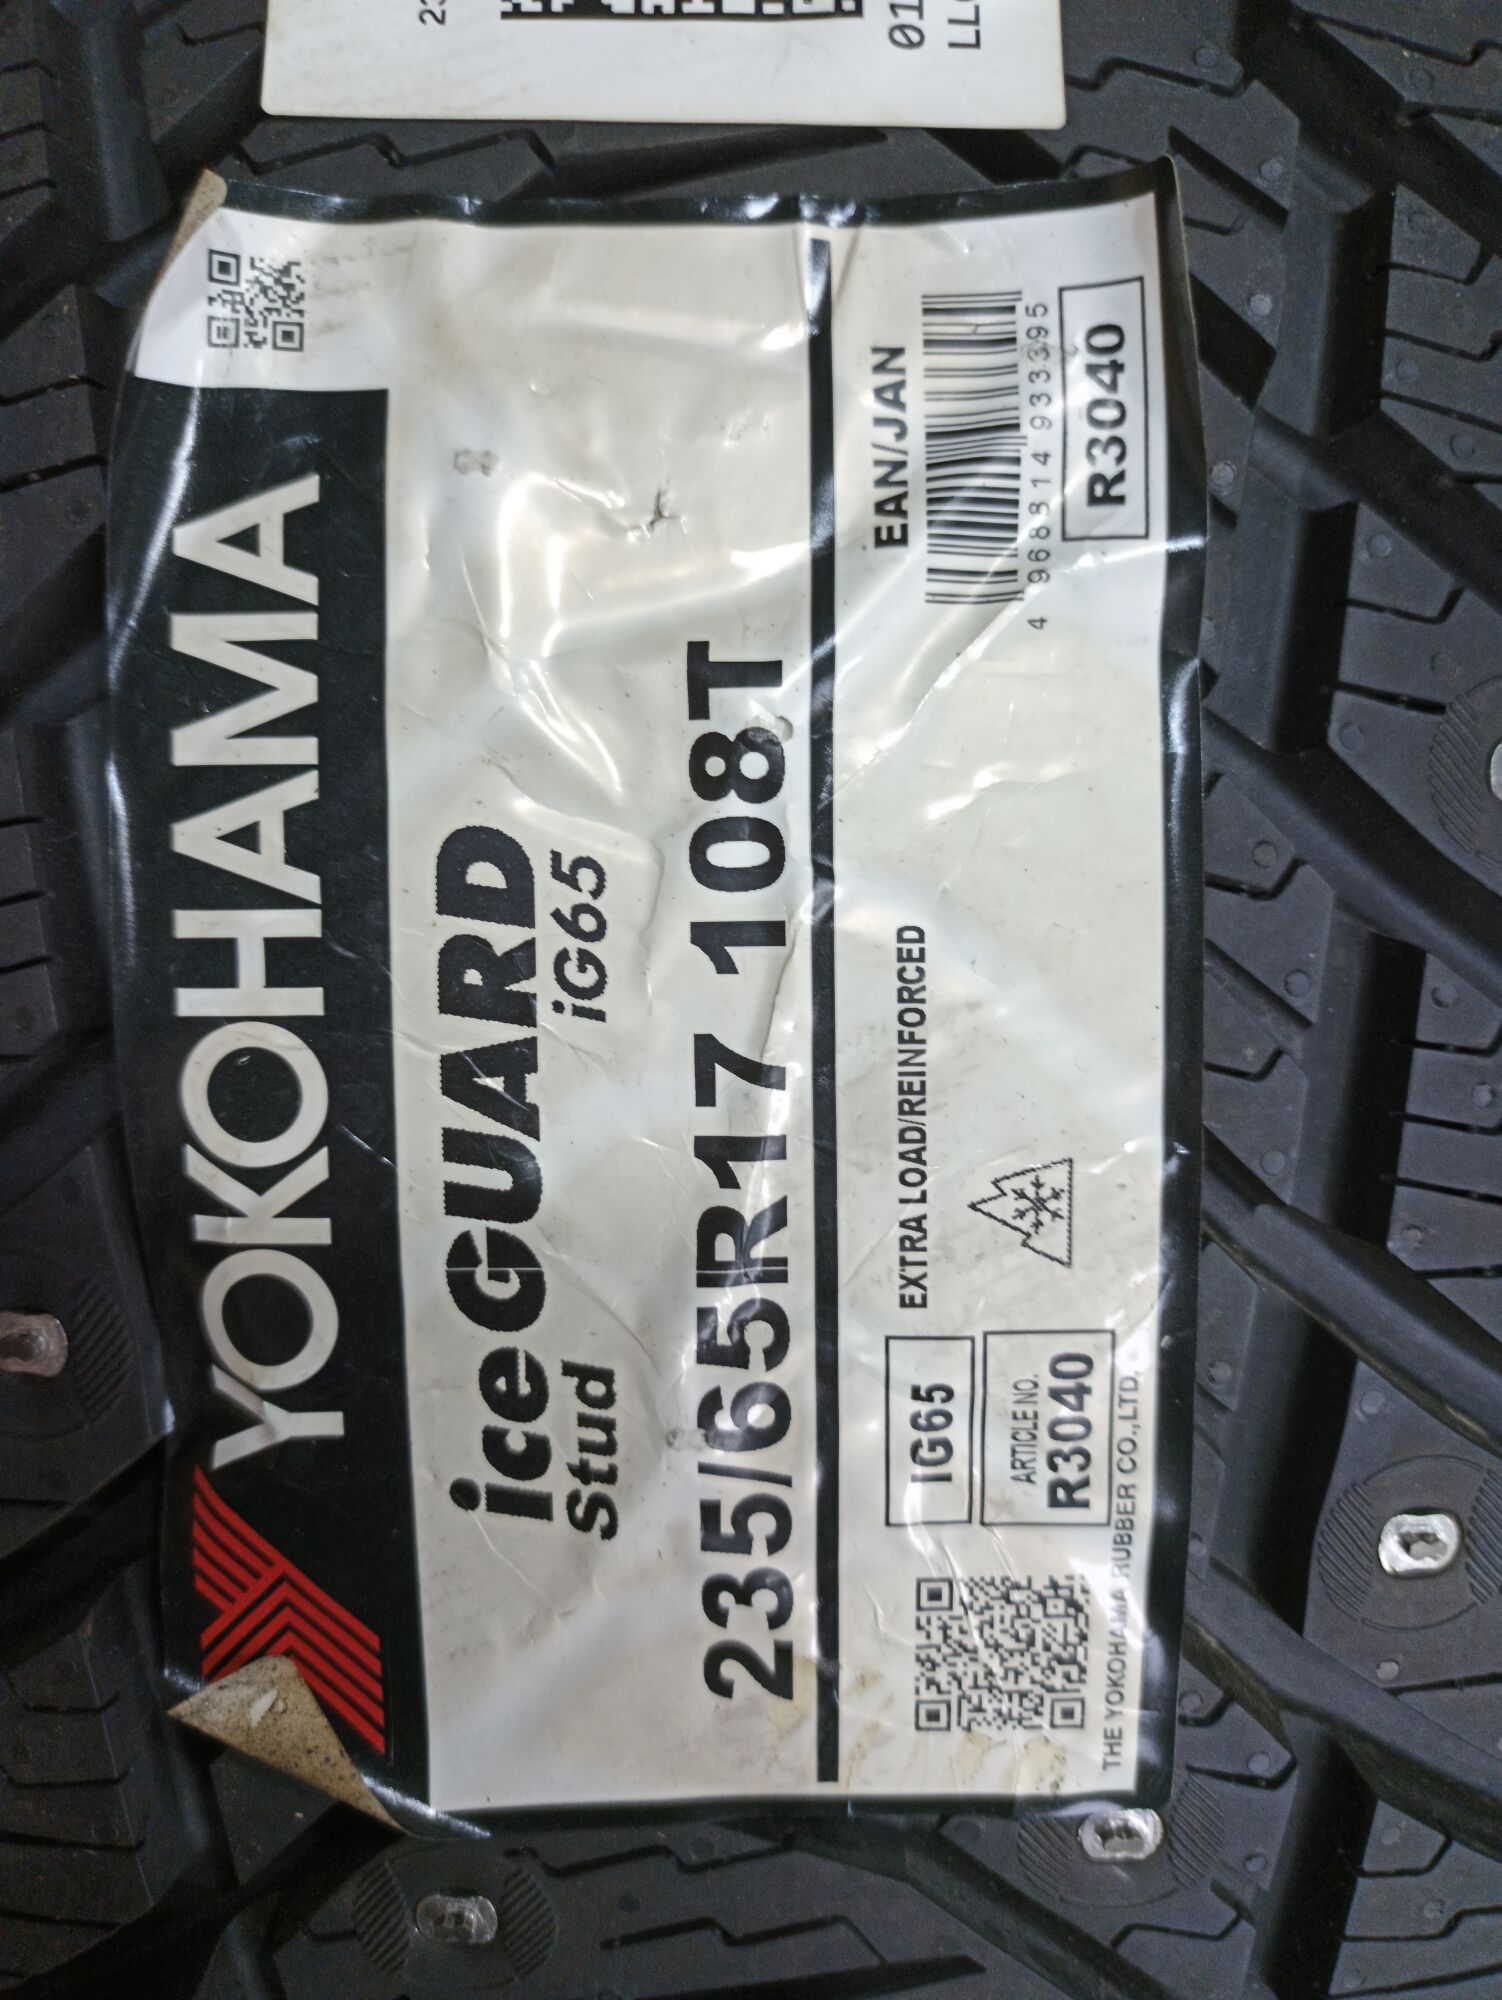 YOKOHAMA
iceGUARD
Stud
iG65
235/65R17 108T
IG65
EXTRA LOAD/REINFORCED
EAN/JAN
4 968814 933395
ARTICLE NO.
R3040
R3040
THE YOKOHAMA RUBBER CO.,LTD.